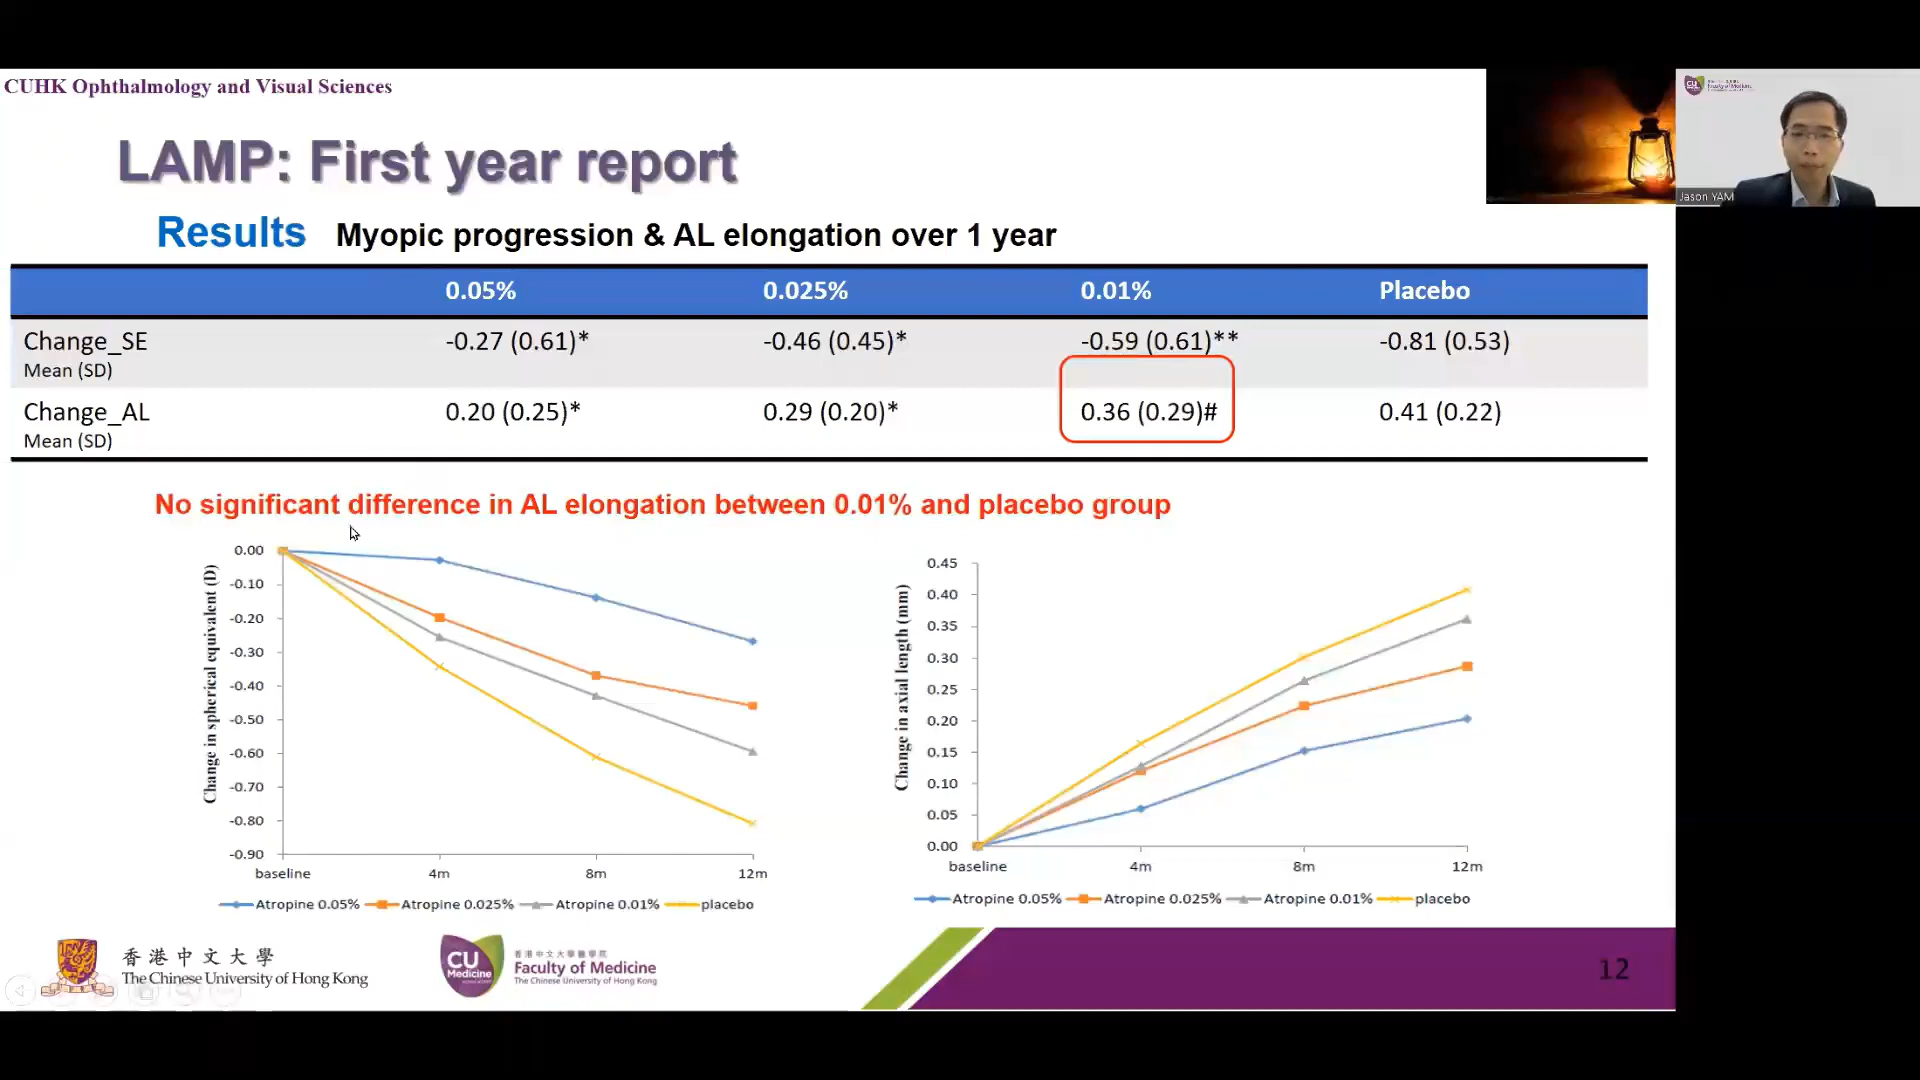 CUHK Ophthalmology and Visual Sciences
LAMP: First year report
Jason YAM
Results Myopic progression & AL elongation over 1 year
0.05% 0.025% 0.01% Placebo
Change_SE -0.27 (0.61)* -0.46 (0.45)* -0.59 (0.61)** -0.81 (0.53)
Mean (SD)
Change_AL 0.20 (0.25)* 0.29 (0.20)* 0.36 (0.29)# 0.41 (0.22)
Mean (SD)
No significant difference in AL elongation between 0.01% and placebo group
Change in spherical equivalent (D)
0.00
-0.10
-0.20
-0.30
-0.40
-0.50
-0.60
-0.70
-0.80
-0.90
baseline 4m 8m 12m
Atropine 0.05% Atropine 0.025% Atropine 0.01% placebo
Change in axial length (mm)
0.45
0.40
0.35
0.30
0.25
0.20
0.15
0.10
0.05
0.00
baseline 4m 8m 12m
Atropine 0.05% Atropine 0.025% Atropine 0.01% placebo
香港中文大學
The Chinese University of Hong Kong
CU
Medicine
香港中文大學醫學院
Faculty of Medicine
The Chinese University of Hong Kong
12